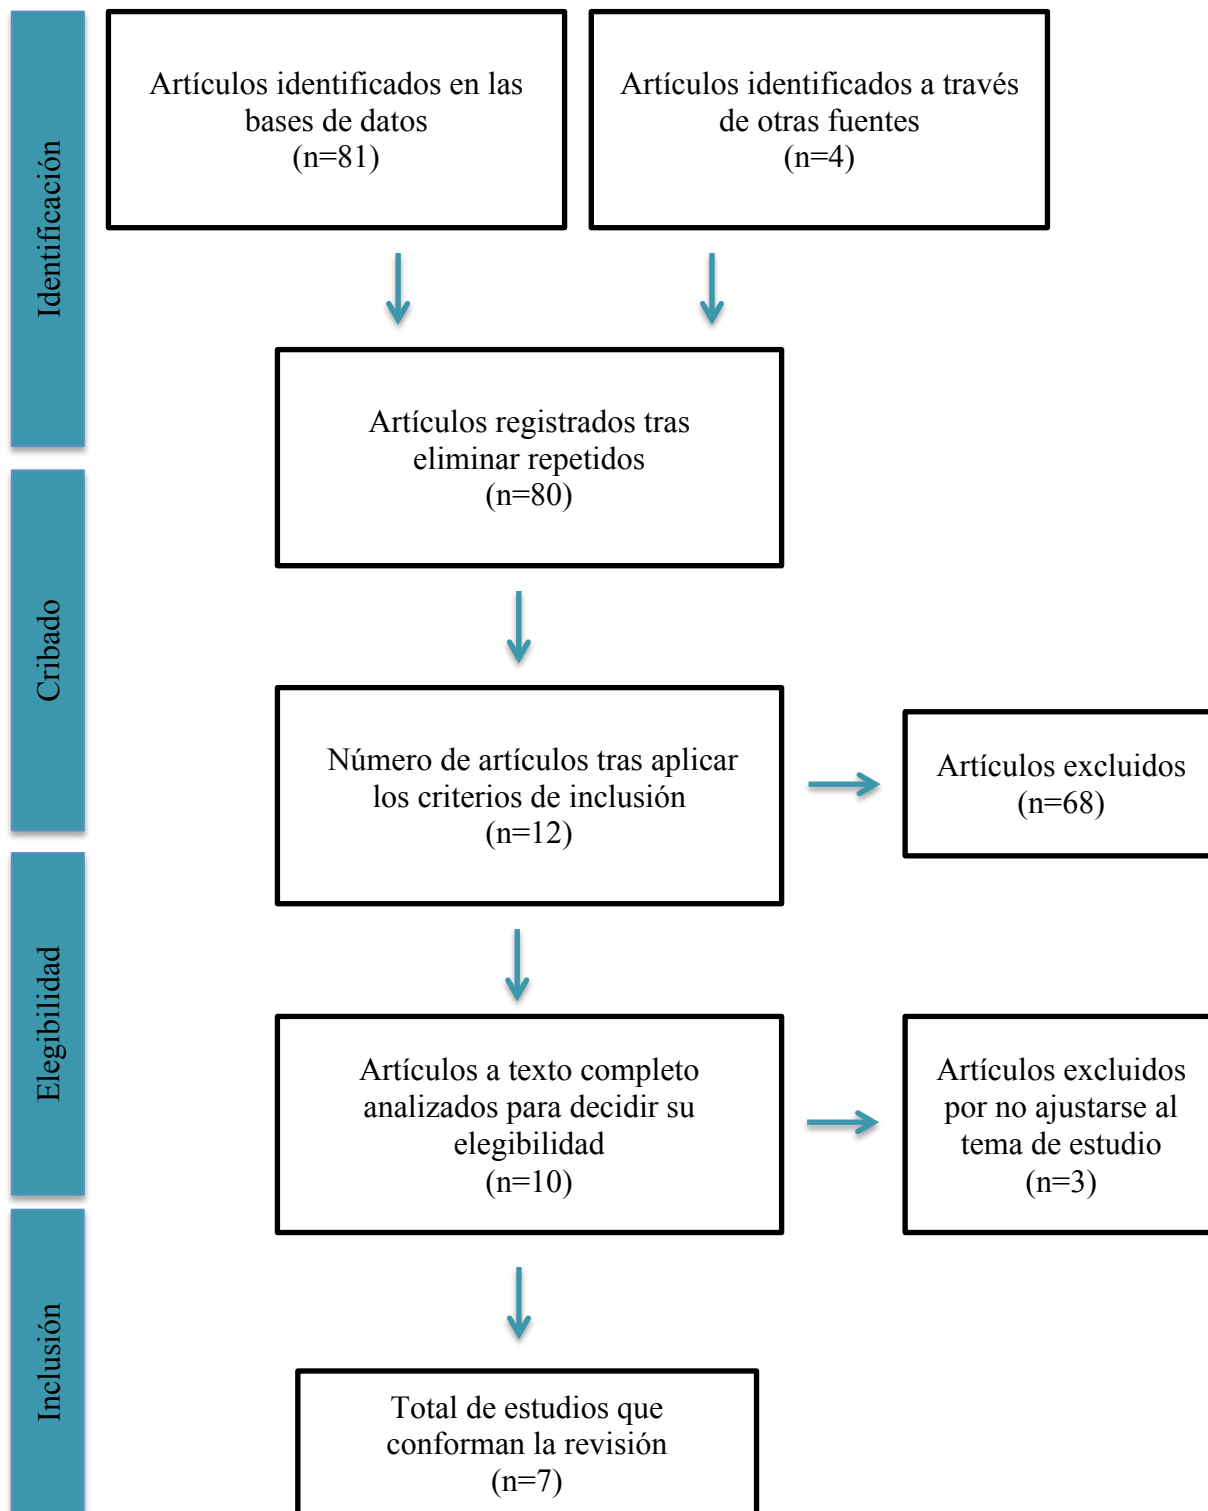 Identificación
Artículos identificados en las
bases de datos
(n=81)
Artículos identificados a través
de otras fuentes
(n=4)
Artículos registrados tras
eliminar repetidos
(n=80)
Cribado
Número de artículos tras aplicar
los criterios de inclusión
(n=12)
Artículos excluidos
(n=68)
Elegibilidad
Artículos a texto completo
analizados para decidir su
elegibilidad
(n=10)
Artículos excluidos
por no ajustarse al
tema de estudio
(n=3)
Inclusión
Total de estudios que
conforman la revisión
(n=7)